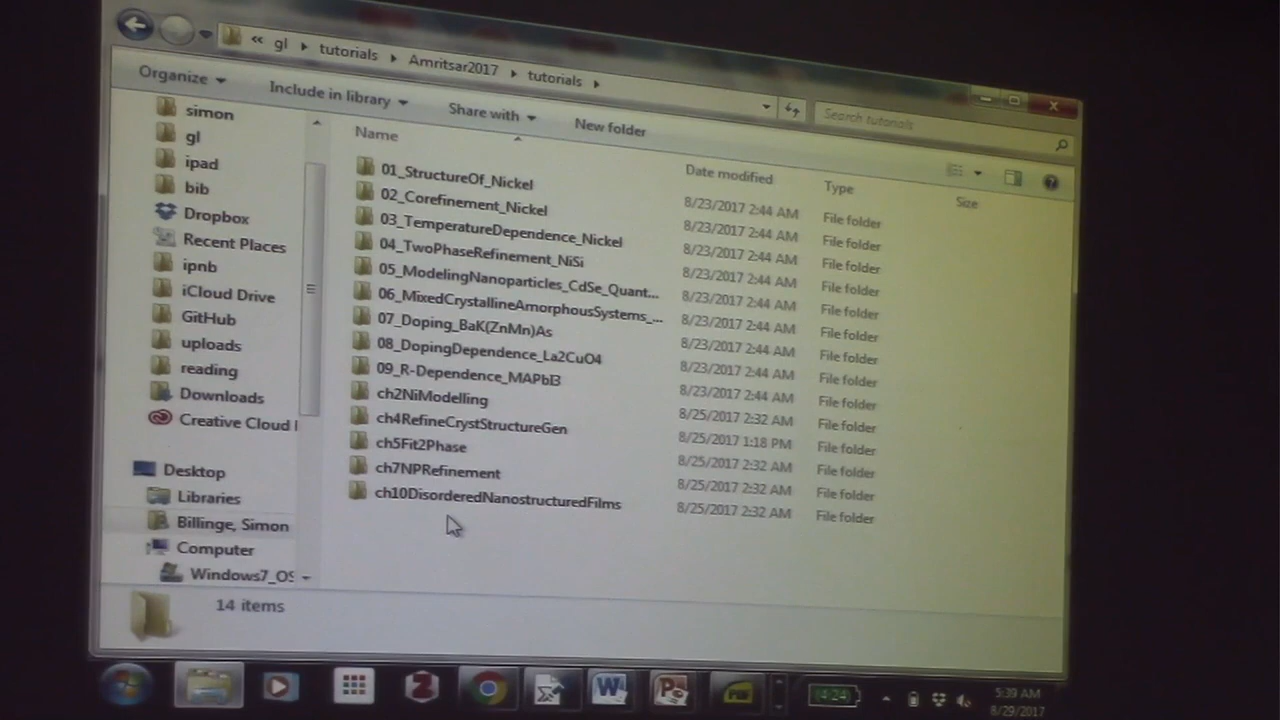 « gl ▸ tutorials ▸ Amritsar2017 ▸ tutorials ▸
Search tutorials
Organize
Include in library
Share with
New folder
simon
gl
ipad
bib
Dropbox
Recent Places
ipnb
iCloud Drive
GitHub
uploads
reading
Downloads
Creative Cloud
Desktop
Libraries
Billinge, Simon
Computer
Windows7_OS
Name Date modified Type Size
01_StructureOf_Nickel 8/23/2017 2:44 AM File folder
02_Corefinement_Nickel 8/23/2017 2:44 AM File folder
03_TemperatureDependence_Nickel 8/23/2017 2:44 AM File folder
04_TwoPhaseRefinement_NiSi 8/23/2017 2:44 AM File folder
05_ModelingNanoparticles_CdSe_Quant... 8/23/2017 2:44 AM File folder
06_MixedCrystallineAmorphousSystems_... 8/23/2017 2:44 AM File folder
07_Doping_BaK(ZnMn)As 8/23/2017 2:44 AM File folder
08_DopingDependence_La2CuO4 8/23/2017 2:44 AM File folder
09_R-Dependence_MAPbI3 8/23/2017 2:44 AM File folder
ch2NiModelling 8/25/2017 2:32 AM File folder
ch4RefineCrystStructureGen 8/25/2017 1:18 PM File folder
ch5Fit2Phase 8/25/2017 2:32 AM File folder
ch7NPRefinement 8/25/2017 2:32 AM File folder
ch10DisorderedNanostructuredFilms 8/25/2017 2:32 AM File folder
14 items
4:24
5:39 AM
8/29/2017